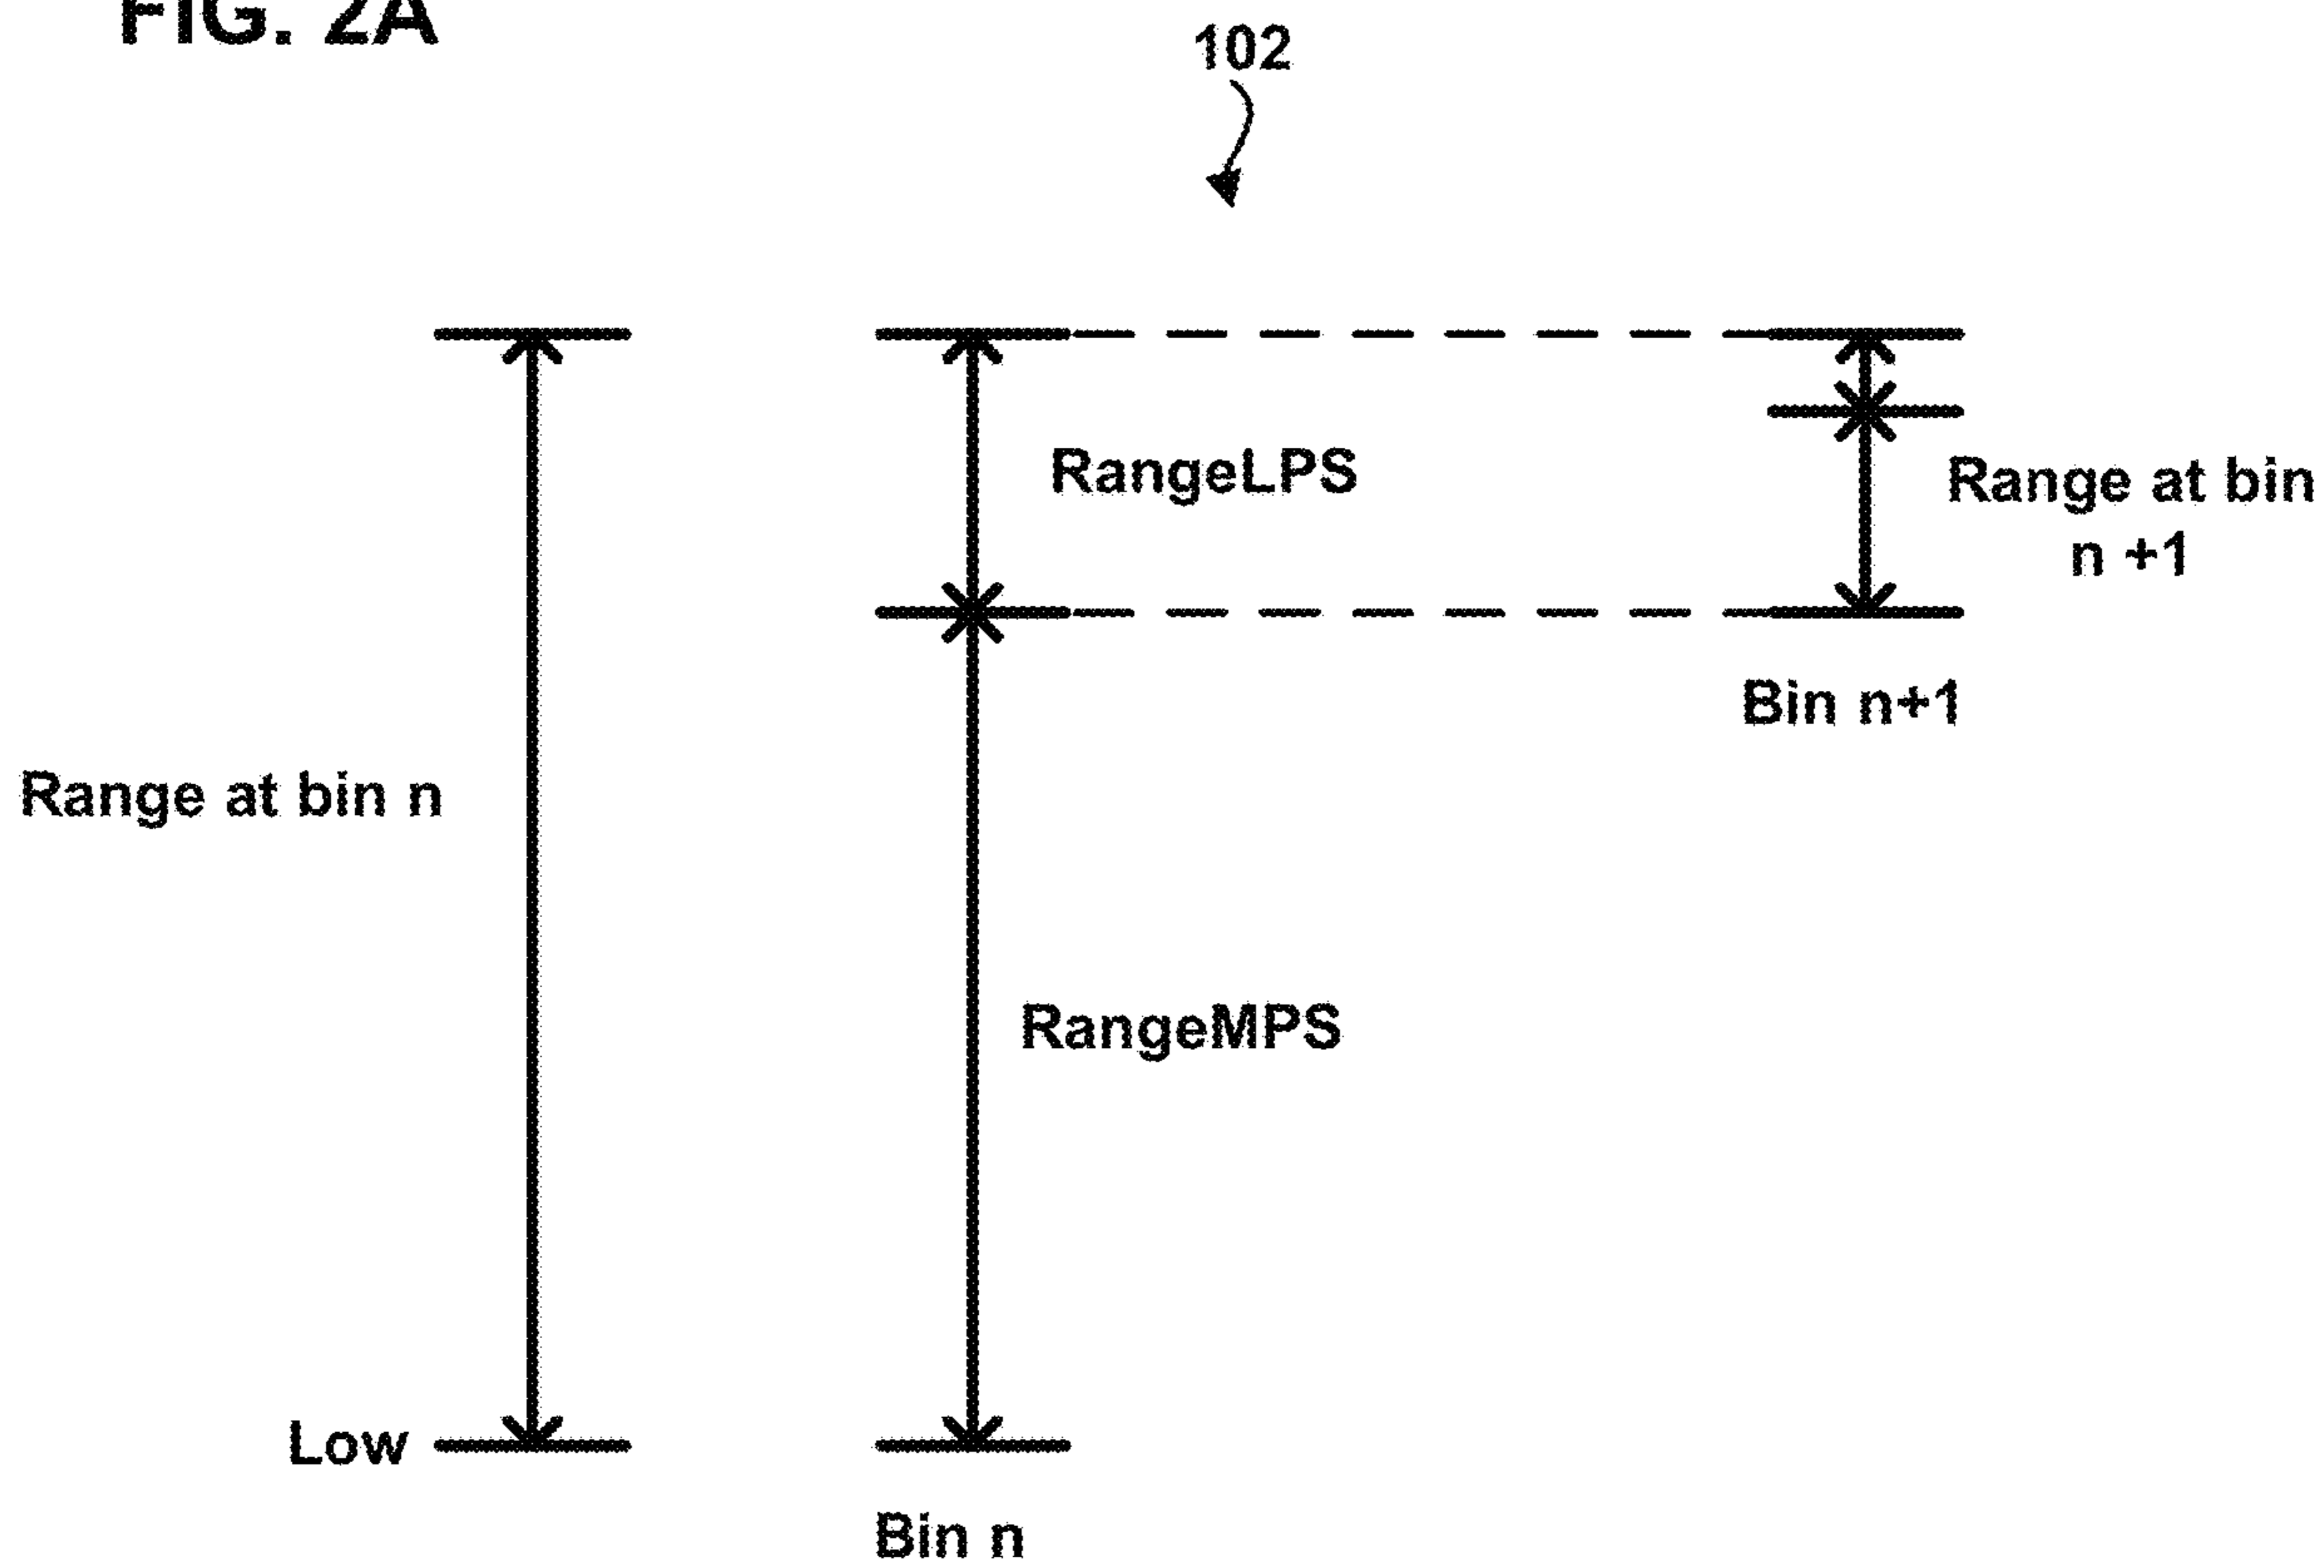 FIG. 2A
102
RangeLPS
Range at bin
n +1
Bin n+1
Range at bin n
RangeMPS
Low
Bin n